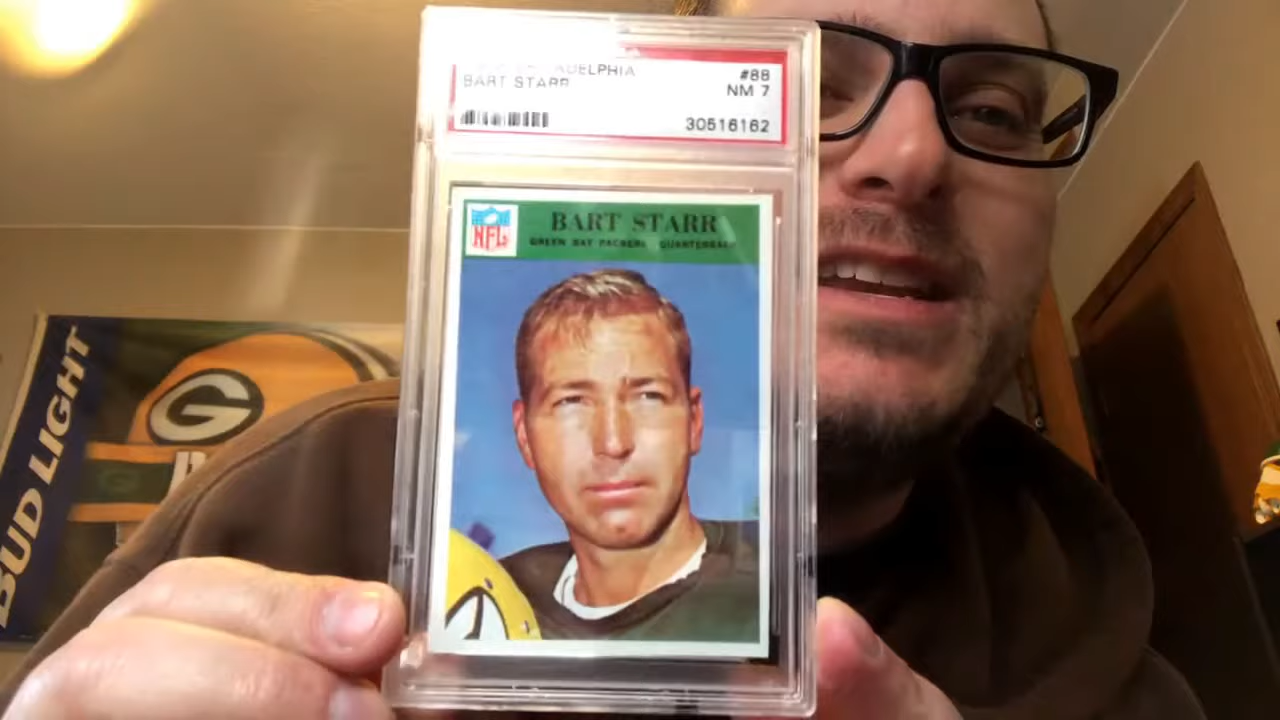 BART STARR
#88
NM 7
30516162
NFL
BART STARR
GREEN BAY PACKERS QUARTERBACK
BUD LIGHT
G